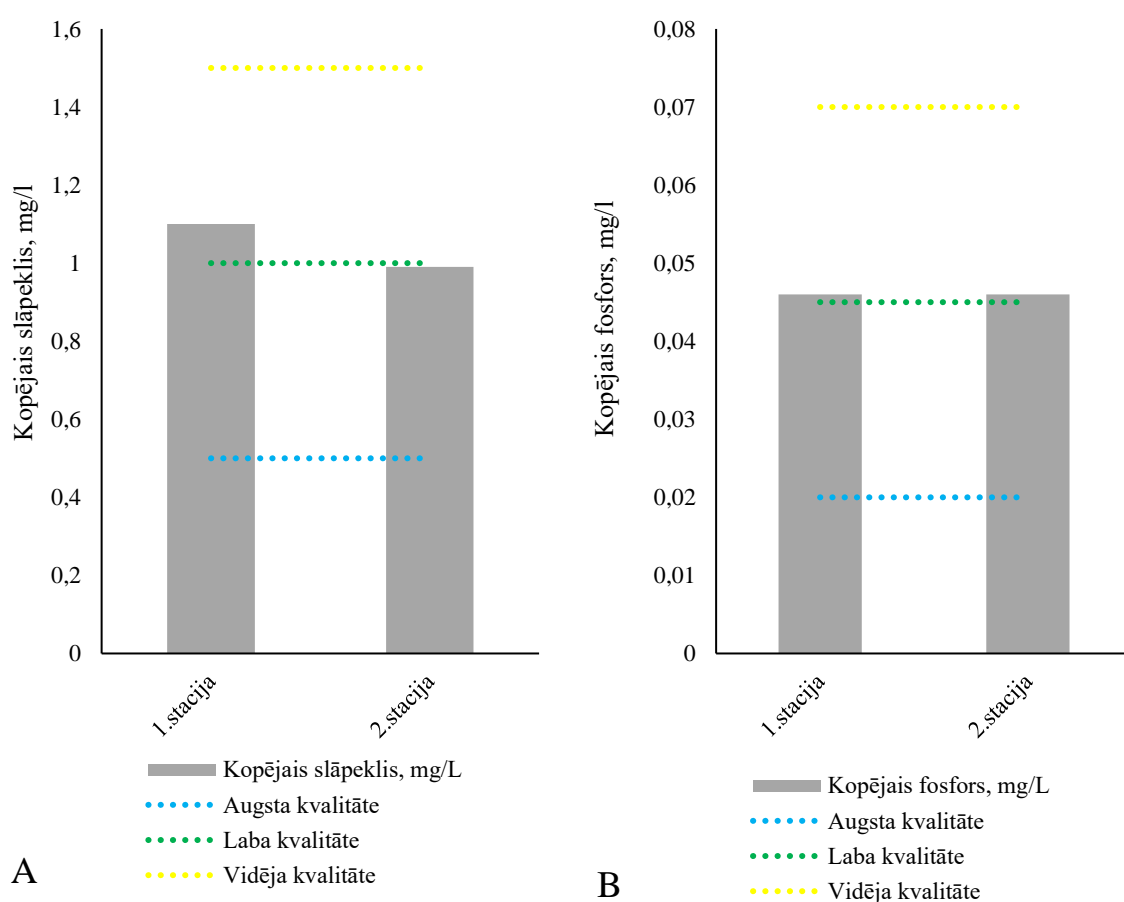 Kopējais slāpeklis, mg/l
1,6
1,4
1,2
1
0,8
0,6
0,4
0,2
0
1.stacija
2.stacija
Kopējais slāpeklis, mg/L
Augsta kvalitāte
Laba kvalitāte
Vidēja kvalitāte
A
Kopējais fosfors, mg/l
0,08
0,07
0,06
0,05
0,04
0,03
0,02
0,01
0
1.stacija
2.stacija
Kopējais fosfors, mg/L
Augsta kvalitāte
Laba kvalitāte
Vidēja kvalitāte
B